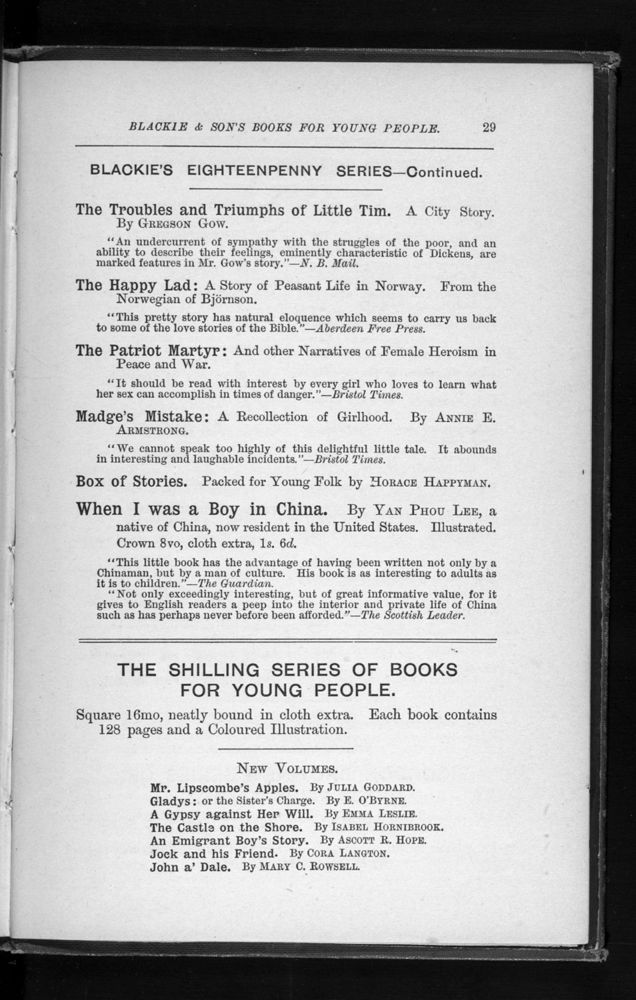 BLACKIE & SON'S BOOKS FOR YOUNG PEOPLE. 29
BLACKIE'S EIGHTEENPENNY SERIES—Continued.
The Troubles and Triumphs of Little Tim. A City Story.
By GREGSON GOW.
"An undercurrent of sympathy with the struggles of the poor, and an
ability to describe their feelings, eminently characteristic of Dickens, are
marked features in Mr. Gow's story."—N. B. Mail.
The Happy Lad: A Story of Peasant Life in Norway. From the
Norwegian of Björnson.
"This pretty story has natural eloquence which seems to carry us back
to some of the love stories of the Bible."—Aberdeen Free Press.
The Patriot Martyr: And other Narratives of Female Heroism in
Peace and War.
"It should be read with interest by every girl who loves to learn what
her sex can accomplish in times of danger."—Bristol Times.
Madge's Mistake: A Recollection of Girlhood. By ANNIE E.
ARMSTRONG.
"We cannot speak too highly of this delightful little tale. It abounds
in interesting and laughable incidents."—Bristol Times.
Box of Stories. Packed for Young Folk by HORACE HAPPYMAN.
When I was a Boy in China. By YAN PHOU LEE, a
native of China, now resident in the United States. Illustrated.
Crown 8vo, cloth extra, 1s. 6d.
"This little book has the advantage of having been written not only by a
Chinaman, but by a man of culture. His book is as interesting to adults as
it is to children."—The Guardian.
"Not only exceedingly interesting, but of great informative value, for it
gives to English readers a peep into the interior and private life of China
such as has perhaps never before been afforded."—The Scottish Leader.
THE SHILLING SERIES OF BOOKS
FOR YOUNG PEOPLE.
Square 16mo, neatly bound in cloth extra. Each book contains
128 pages and a Coloured Illustration.
NEW VOLUMES.
Mr. Lipscombe's Apples. By JULIA GODDARD.
Gladys: or the Sister's Charge. By E. O'BYRNE.
A Gypsy against Her Will. By EMMA LESLIE.
The Castle on the Shore. By ISABEL HORNIBROOK.
An Emigrant Boy's Story. By ASCOTT R. HOPE.
Jock and his Friend. By CORA LANGTON.
John a' Dale. By MARY C. ROWSELL.